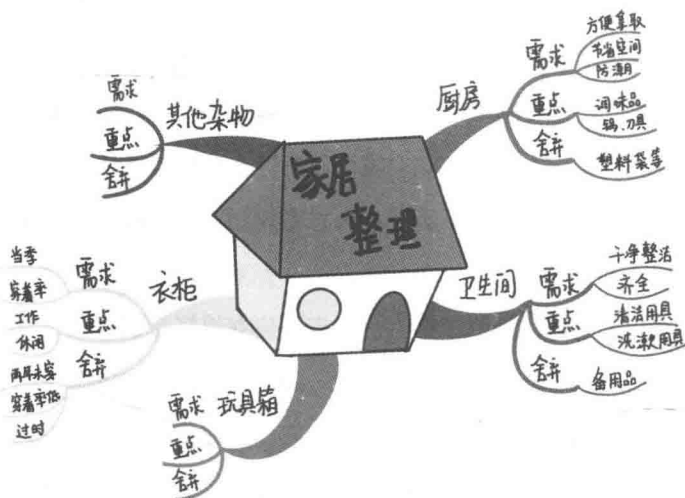 家居
整理
厨房
需求
方便拿取
节省空间
防潮
重点
调味品
锅、刀具
舍弃
塑料袋等
卫生间
需求
干净整洁
齐全
重点
清洁用具
洗漱用具
舍弃
备用品
玩具箱
需求
重点
舍弃
衣柜
需求
当季
穿着率
重点
工作
休闲
舍弃
两年未穿
穿着率低
过时
其他杂物
需求
重点
舍弃